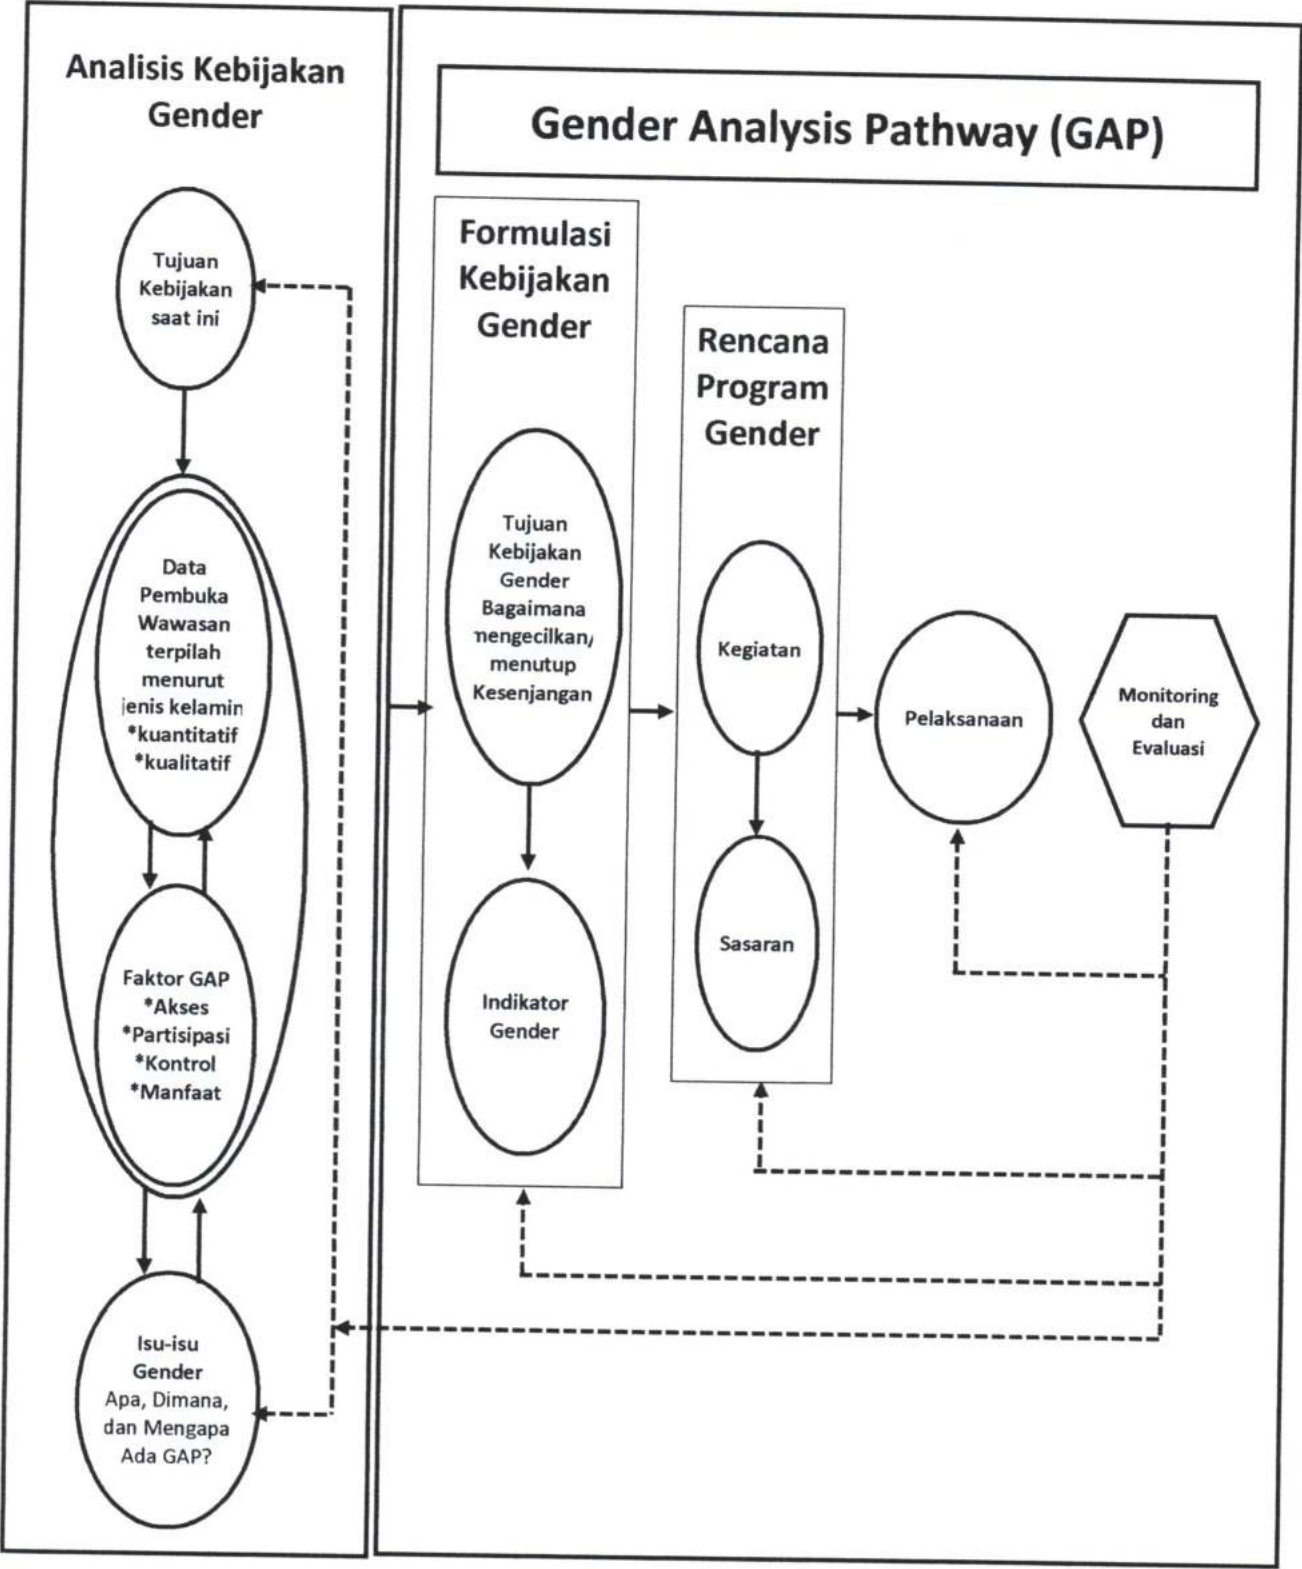 Analisis Kebijakan
Gender
Tujuan
Kebijakan
saat ini
Data
Pembuka
Wawasan
terpilah
menurut
jenis kelamin
*kuantitatif
*kualitatif
Faktor GAP
*Akses
*Partisipasi
*Kontrol
*Manfaat
Isu-isu
Gender
Apa, Dimana,
dan Mengapa
Ada GAP?
Gender Analysis Pathway (GAP)
Formulasi
Kebijakan
Gender
Tujuan
Kebijakan
Gender
Bagaimana
mengecilkan/
menutup
Kesenjangan
Indikator
Gender
Rencana
Program
Gender
Kegiatan
Sasaran
Pelaksanaan
Monitoring
dan
Evaluasi